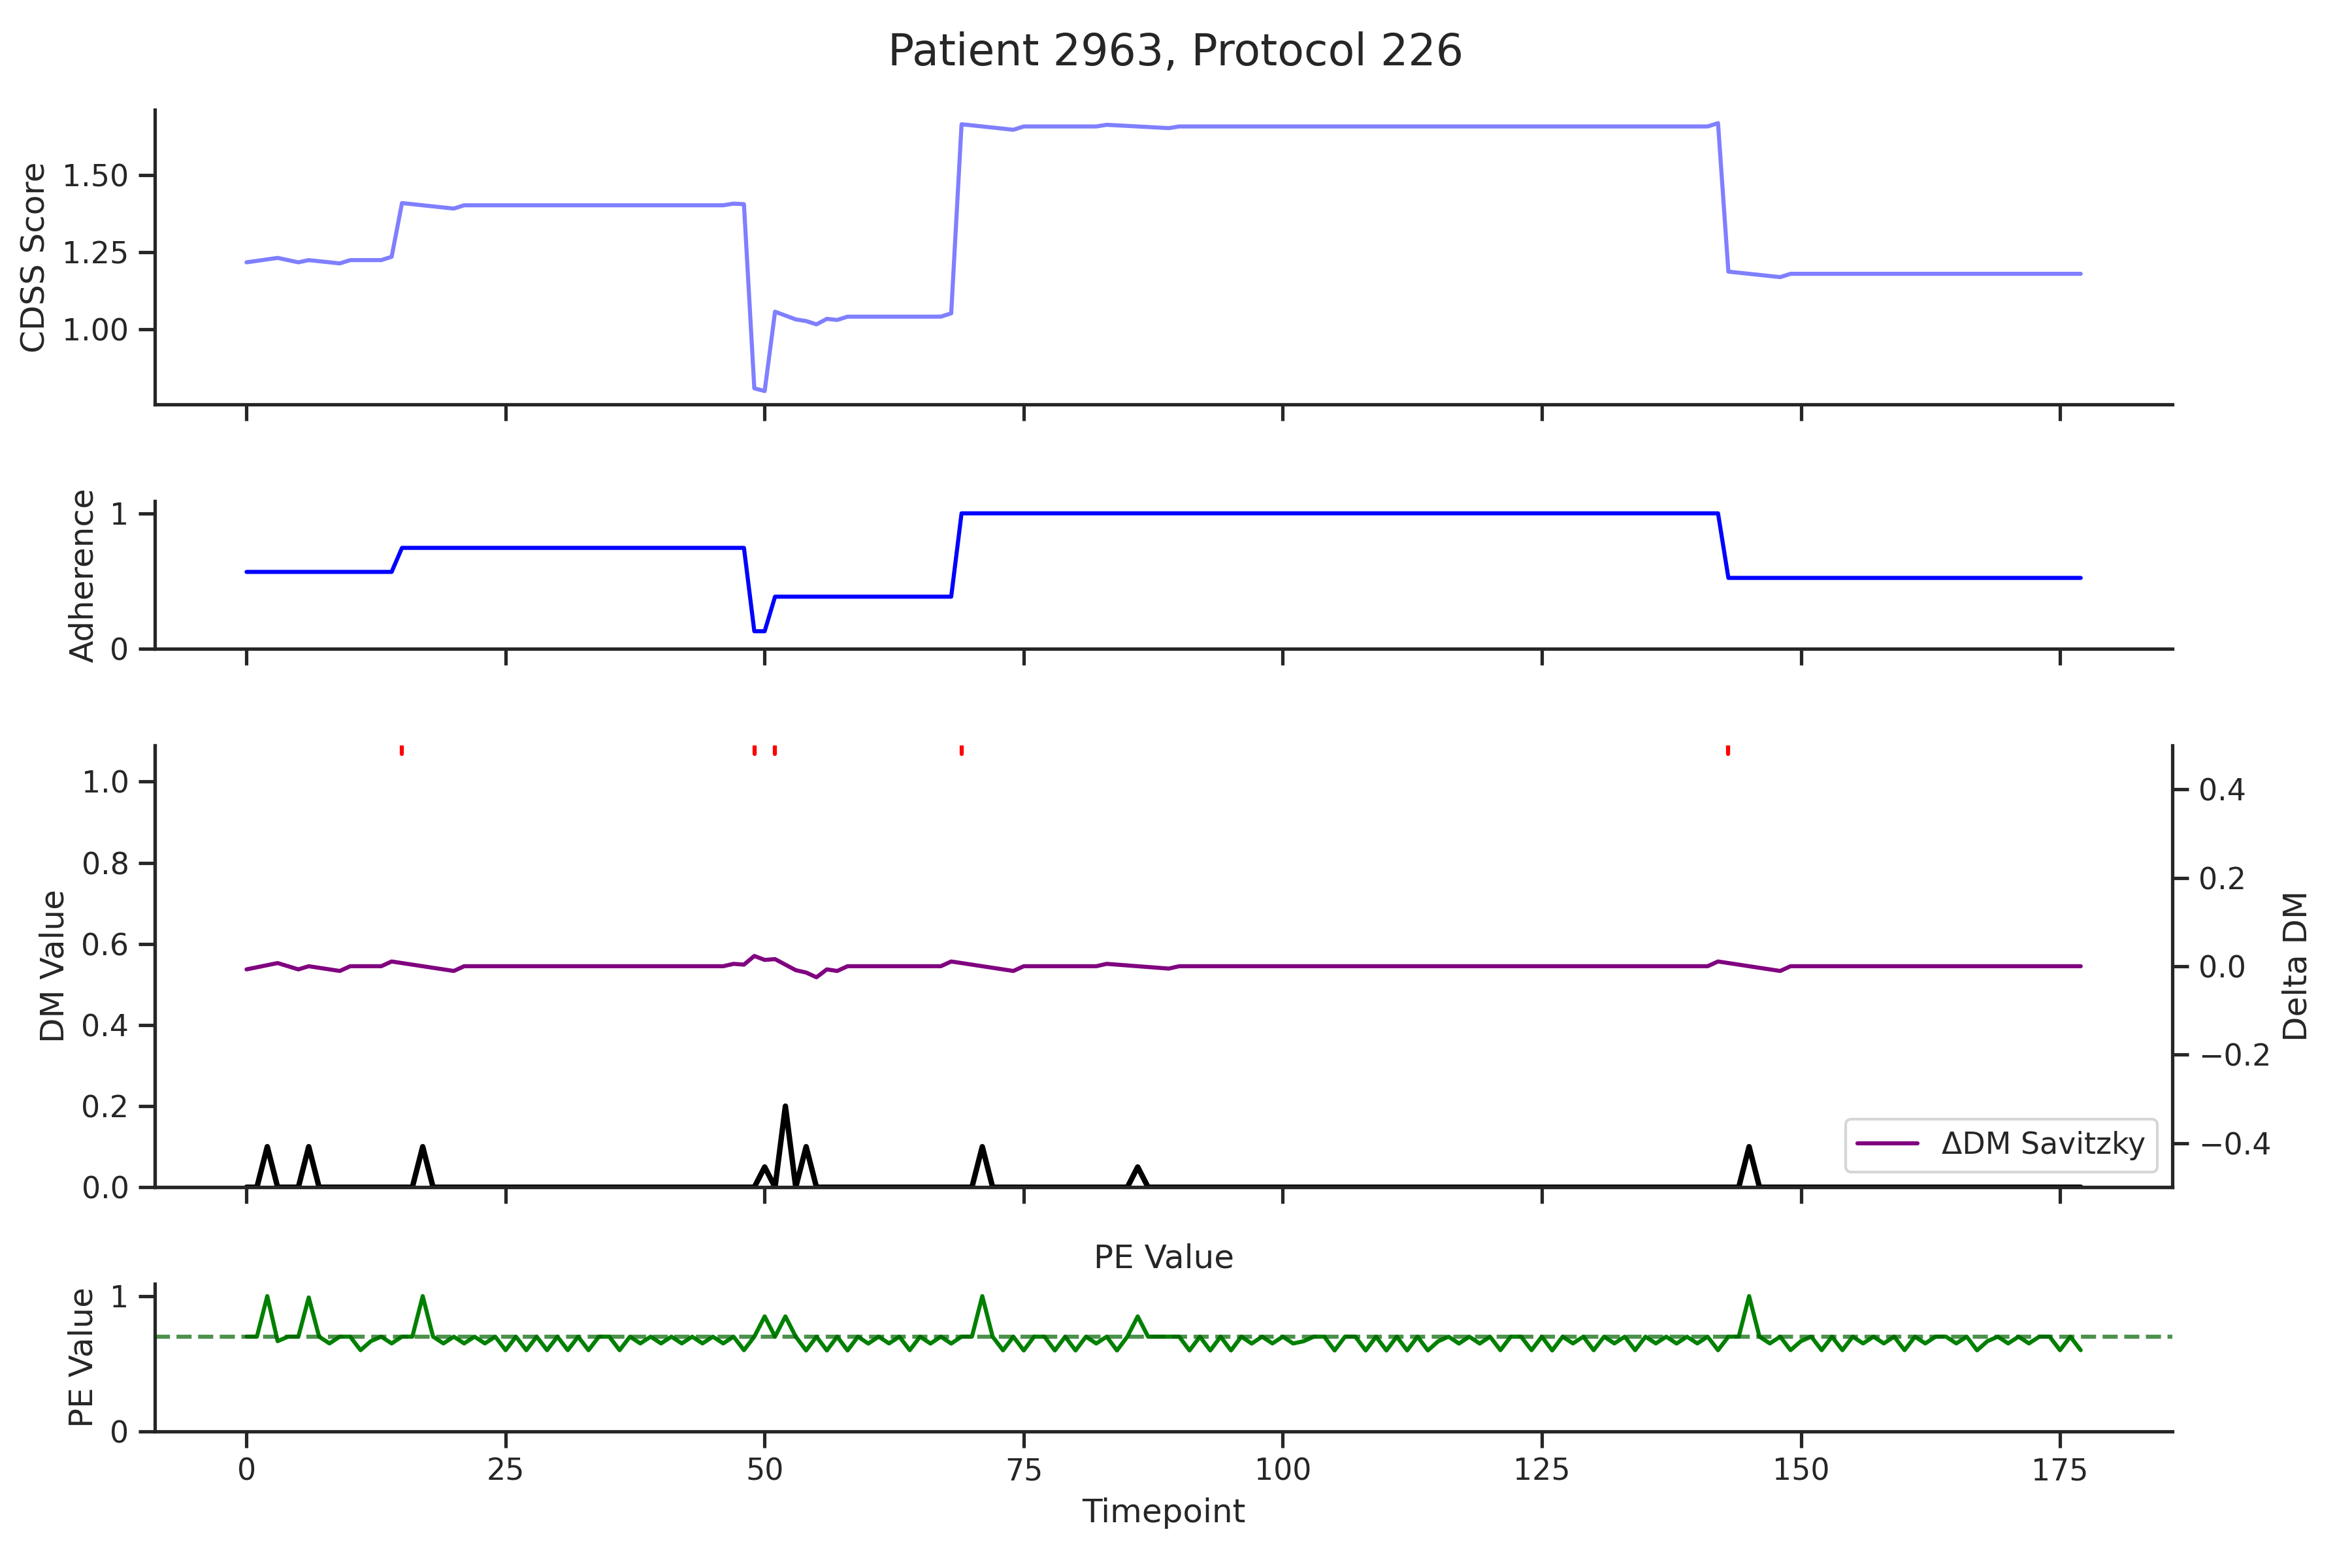 Patient 2963, Protocol 226
CDSS Score
1.50
1.25
1.00
Adherence
1
0
DM Value
1.0
0.8
0.6
0.4
0.2
0.0
Delta DM
0.4
0.2
0.0
−0.2
−0.4
ΔDM Savitzky
PE Value
PE Value
1
0
0 25 50 75 100 125 150 175
Timepoint